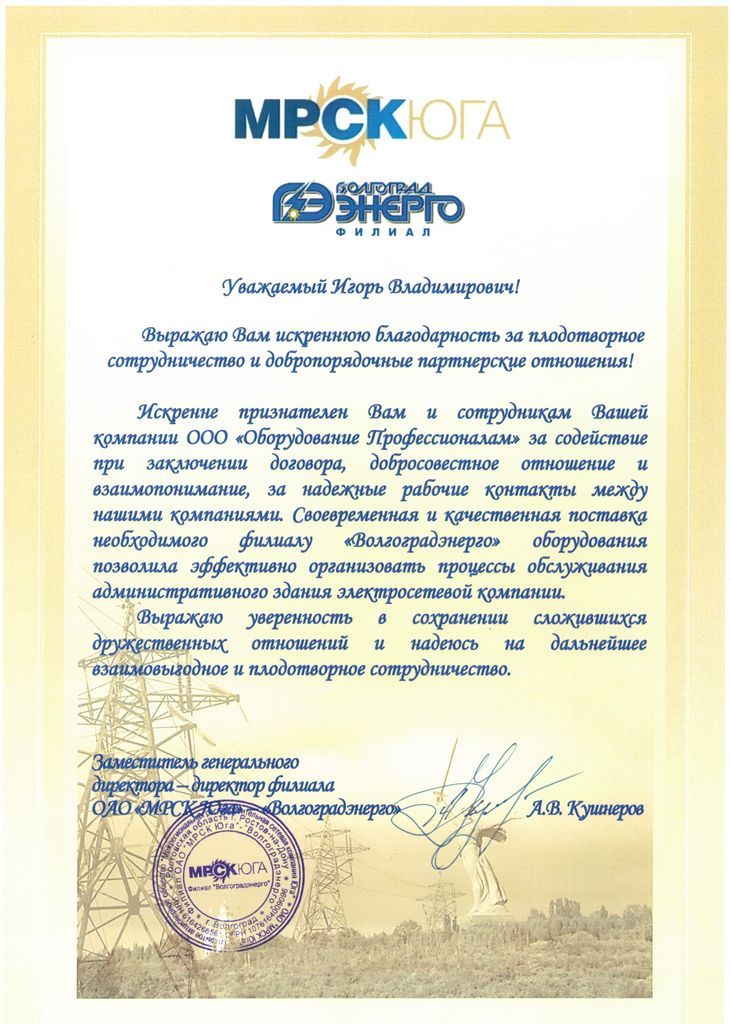 МРСК ЮГА
ВОЛГОГРАД
ЭНЕРГО
ФИЛИАЛ
Уважаемый Игорь Владимирович!
Выражаю Вам искреннюю благодарность за плодотворное
сотрудничество и добропорядочные партнерские отношения!
Искренне признателен Вам и сотрудникам Вашей
компании ООО «Оборудование Профессионалам» за содействие
при заключении договора, добросовестное отношение и
взаимопонимание, за надежные рабочие контакты между
нашими компаниями. Своевременная и качественная поставка
необходимого филиалу «Волгоградэнерго» оборудования
позволила эффективно организовать процессы обслуживания
административного здания электросетевой компании.
Выражаю уверенность в сохранении сложившихся
дружественных отношений и надеюсь на дальнейшее
взаимовыгодное и плодотворное сотрудничество.
Заместитель генерального
директора – директор филиала
ОАО «МРСК Юга» - «Волгоградэнерго»
А.В. Кушнеров
МРСК ЮГА
Филиал "Волгоградэнерго"
г. Волгоград